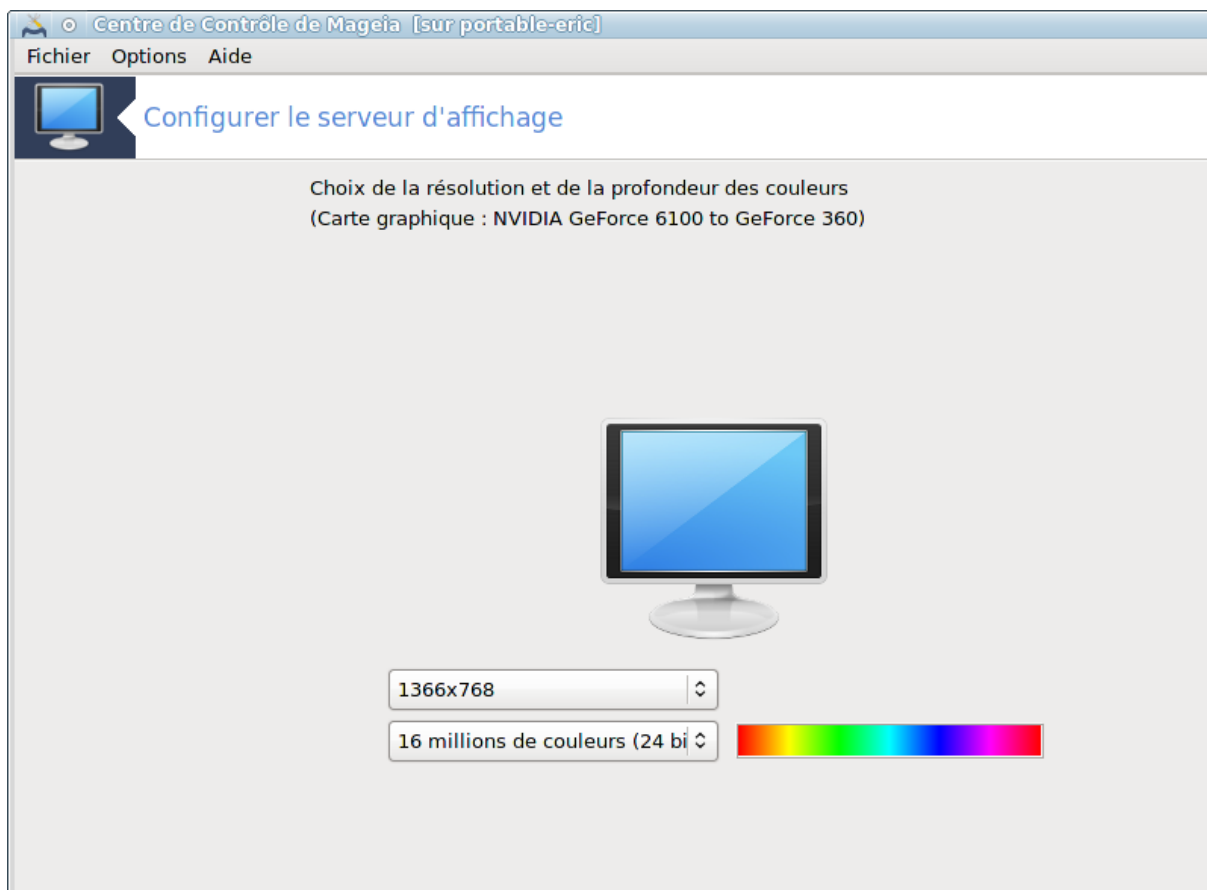 Centre de Contrôle de Mageia [sur portable-eric]
Fichier Options Aide
Configurer le serveur d'affichage
Choix de la résolution et de la profondeur des couleurs
(Carte graphique : NVIDIA GeForce 6100 to GeForce 360)
1366x768
16 millions de couleurs (24 bi